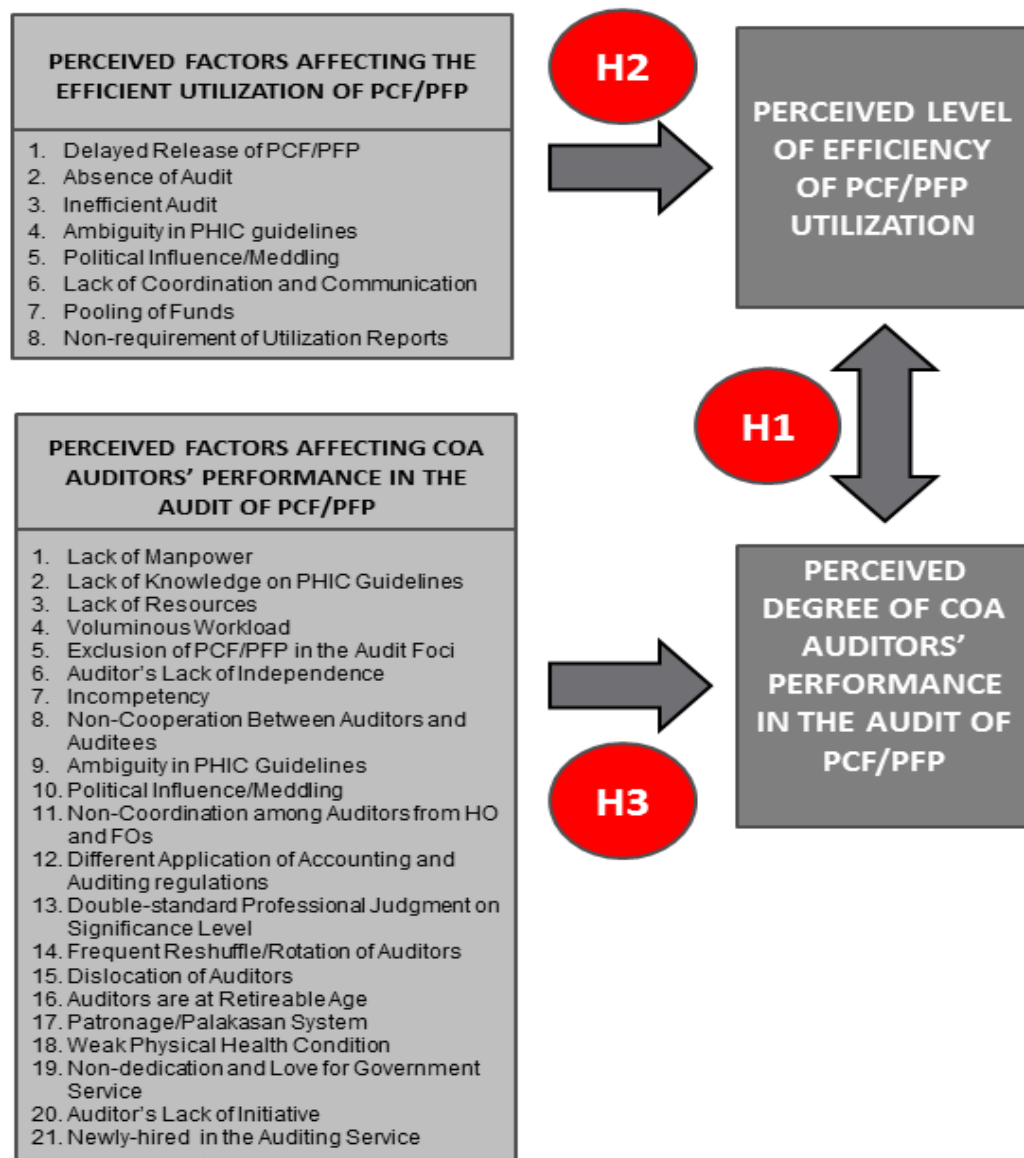 PERCEIVED FACTORS AFFECTING THE
EFFICIENT UTILIZATION OF PCF/PFP
1. Delayed Release of PCF/PFP
2. Absence of Audit
3. Inefficient Audit
4. Ambiguity in PHIC guidelines
5. Political Influence/Meddling
6. Lack of Coordination and Communication
7. Pooling of Funds
8. Non-requirement of Utilization Reports
H2
PERCEIVED LEVEL
OF EFFICIENCY
OF PCF/PFP
UTILIZATION
H1
PERCEIVED FACTORS AFFECTING COA
AUDITORS' PERFORMANCE IN THE
AUDIT OF PCF/PFP
1. Lack of Manpower
2. Lack of Knowledge on PHIC Guidelines
3. Lack of Resources
4. Voluminous Workload
5. Exclusion of PCF/PFP in the Audit Foci
6. Auditor's Lack of Independence
7. Incompetency
8. Non-Cooperation Between Auditors and
Auditees
9. Ambiguity in PHIC Guidelines
10. Political Influence/Meddling
11. Non-Coordination among Auditors from HO
and FOs
12. Different Application of Accounting and
Auditing regulations
13. Double-standard Professional Judgment on
Significance Level
14. Frequent Reshuffle/Rotation of Auditors
15. Dislocation of Auditors
16. Auditors are at Retireable Age
17. Patronage/Palakasan System
18. Weak Physical Health Condition
19. Non-dedication and Love for Government
Service
20. Auditor's Lack of Initiative
21. Newly-hired in the Auditing Service
H3
PERCEIVED
DEGREE OF COA
AUDITORS'
PERFORMANCE
IN THE AUDIT OF
PCF/PFP